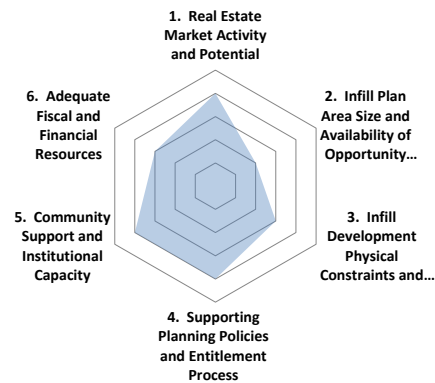 1. Real Estate
Market Activity
and Potential
2. Infill Plan
Area Size and
Availability of
Opportunity…
3. Infill
Development
Physical
Constraints and…
4. Supporting
Planning Policies
and Entitlement
Process
5. Community
Support and
Institutional
Capacity
6. Adequate
Fiscal and
Financial
Resources